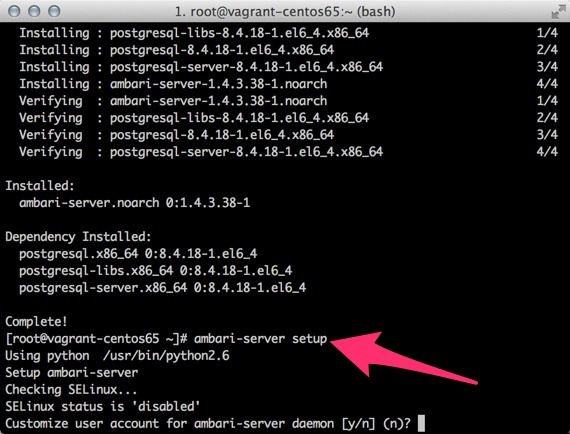 1. root@vagrant-centos65:~ (bash)
Installing : postgresql-libs-8.4.18-1.el6_4.x86_64 1/4
Installing : postgresql-8.4.18-1.el6_4.x86_64 2/4
Installing : postgresql-server-8.4.18-1.el6_4.x86_64 3/4
Installing : ambari-server-1.4.3.38-1.noarch 4/4
Verifying  : ambari-server-1.4.3.38-1.noarch 1/4
Verifying  : postgresql-libs-8.4.18-1.el6_4.x86_64 2/4
Verifying  : postgresql-8.4.18-1.el6_4.x86_64 3/4
Verifying  : postgresql-server-8.4.18-1.el6_4.x86_64 4/4
Installed:
ambari-server.noarch 0:1.4.3.38-1
Dependency Installed:
postgresql.x86_64 0:8.4.18-1.el6_4
postgresql-libs.x86_64 0:8.4.18-1.el6_4
postgresql-server.x86_64 0:8.4.18-1.el6_4
Complete!
[root@vagrant-centos65 ~]# ambari-server setup
Using python  /usr/bin/python2.6
Setup ambari-server
Checking SELinux...
SELinux status is 'disabled'
Customize user account for ambari-server daemon [y/n] (n)?